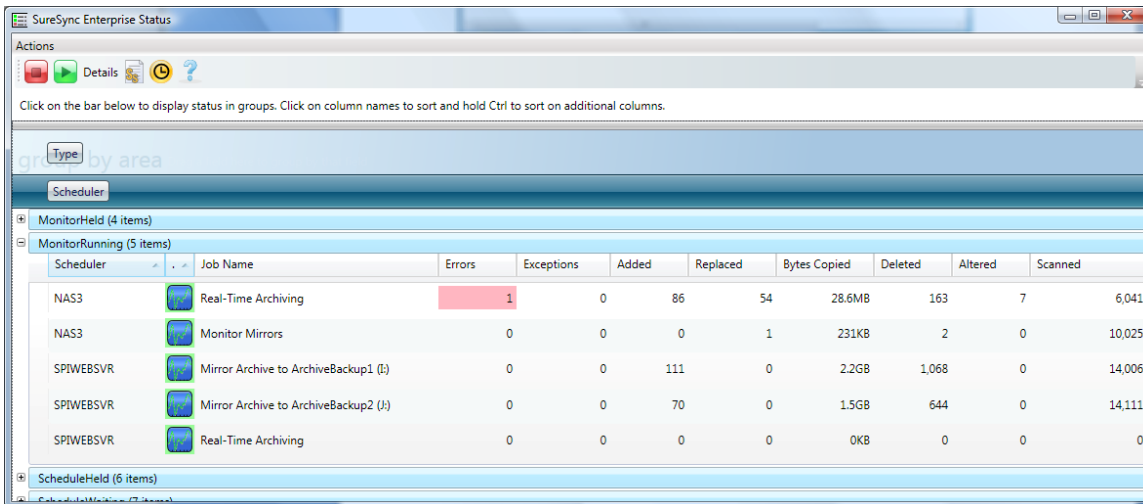 SureSync Enterprise Status
Actions
Details
Click on the bar below to display status in groups. Click on column names to sort and hold Ctrl to sort on additional columns.
group by area
Type
Scheduler
MonitorHeld (4 items)
MonitorRunning (5 items)
Scheduler . Job Name Errors Exceptions Added Replaced Bytes Copied Deleted Altered Scanned
NAS3 Real-Time Archiving 1 0 86 54 28.6MB 163 7 6,041
NAS3 Monitor Mirrors 0 0 0 1 231KB 2 0 10,025
SPIWEBSVR Mirror Archive to ArchiveBackup1 (I:) 0 0 111 0 2.2GB 1,068 0 14,006
SPIWEBSVR Mirror Archive to ArchiveBackup2 (J:) 0 0 70 0 1.5GB 644 0 14,111
SPIWEBSVR Real-Time Archiving 0 0 0 0 0KB 0 0 0
ScheduleHeld (6 items)
ScheduleWaiting (7 items)